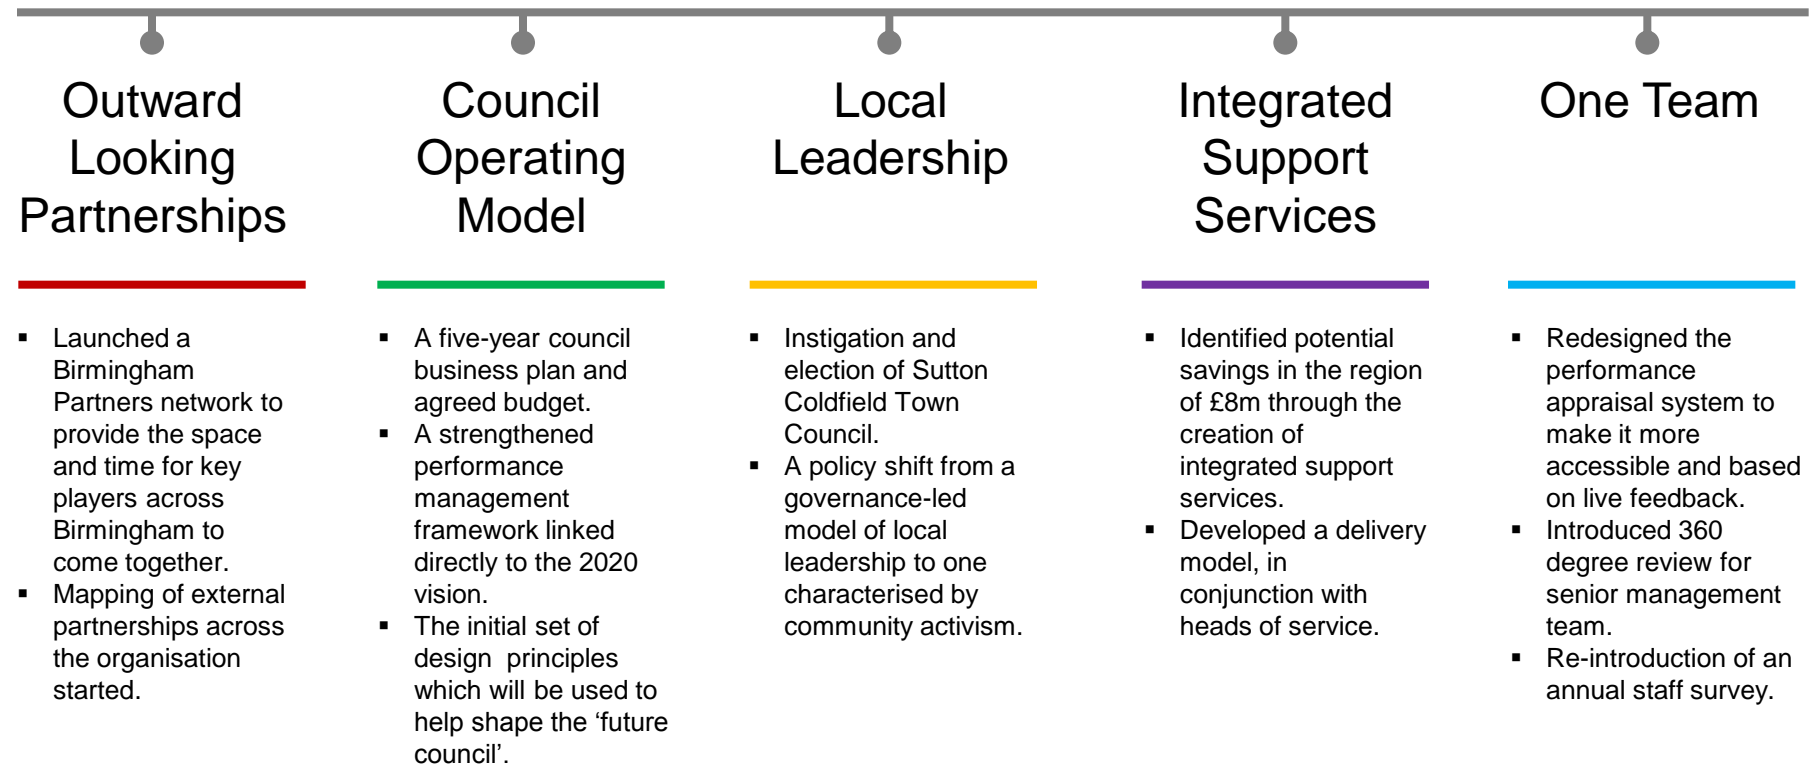 Outward
Looking
Partnerships
▪ Launched a
Birmingham
Partners network to
provide the space
and time for key
players across
Birmingham to
come together.
▪ Mapping of external
partnerships across
the organisation
started.
Council
Operating
Model
▪ A five-year council
business plan and
agreed budget.
▪ A strengthened
performance
management
framework linked
directly to the 2020
vision.
▪ The initial set of
design  principles
which will be used to
help shape the ‘future
council’.
Local
Leadership
▪ Instigation and
election of Sutton
Coldfield Town
Council.
▪ A policy shift from a
governance-led
model of local
leadership to one
characterised by
community activism.
Integrated
Support
Services
▪ Identified potential
savings in the region
of £8m through the
creation of
integrated support
services.
▪ Developed a delivery
model, in
conjunction with
heads of service.
One Team
▪ Redesigned the
performance
appraisal system to
make it more
accessible and based
on live feedback.
▪ Introduced 360
degree review for
senior management
team.
▪ Re-introduction of an
annual staff survey.